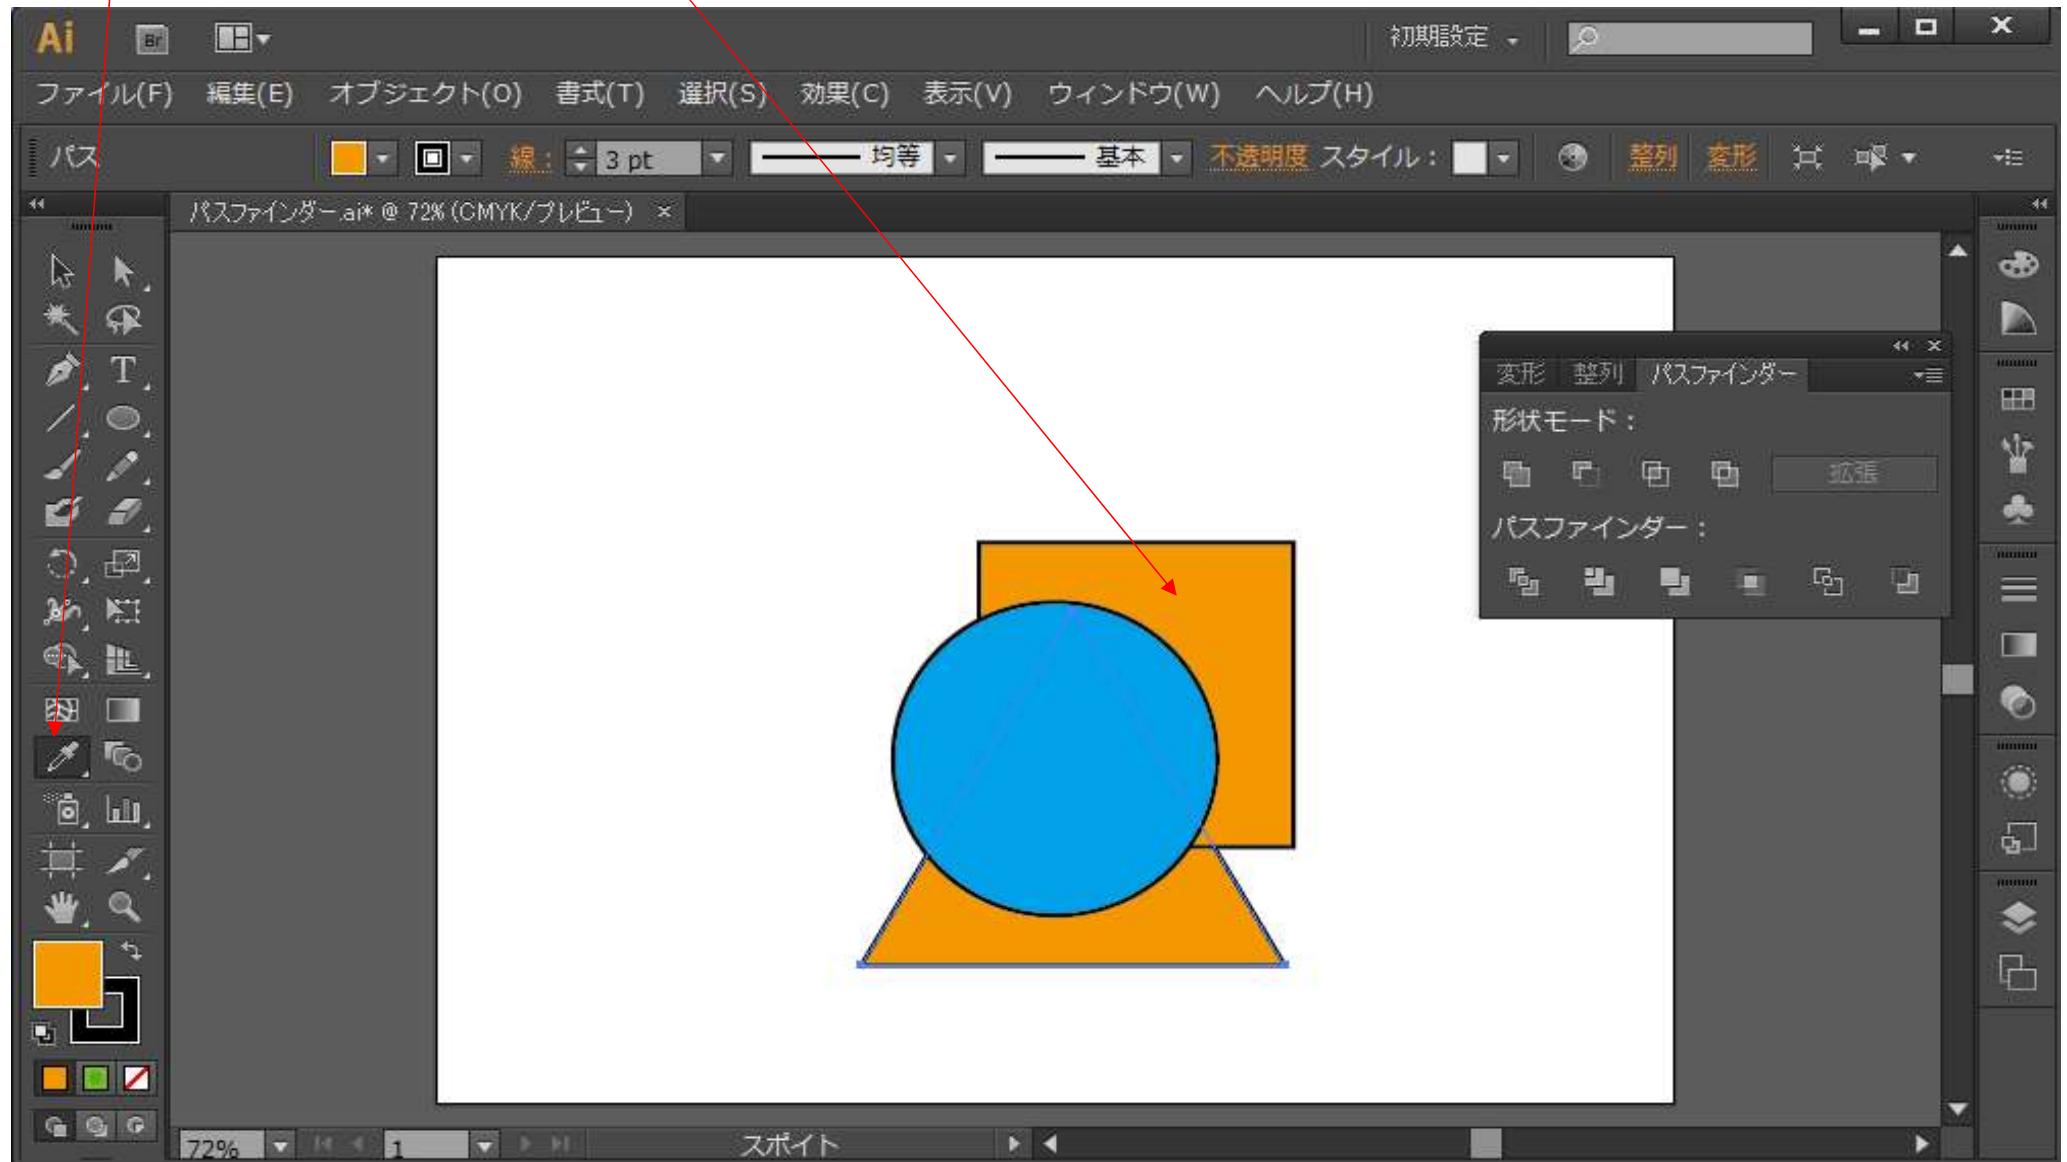 Ai Br 初期設定
ファイル(F) 編集(E) オブジェクト(O) 書式(T) 選択(S) 効果(C) 表示(V) ウィンドウ(W) ヘルプ(H)
パス 線: 3 pt 均等 基本 不透明度 スタイル: 整列 変形
パスファインダー.ai* @ 72% (CMYK/プレビュー) ×
変形 整列 パスファインダー
形状モード:
拡張
パスファインダー:
72% 1 スポイト